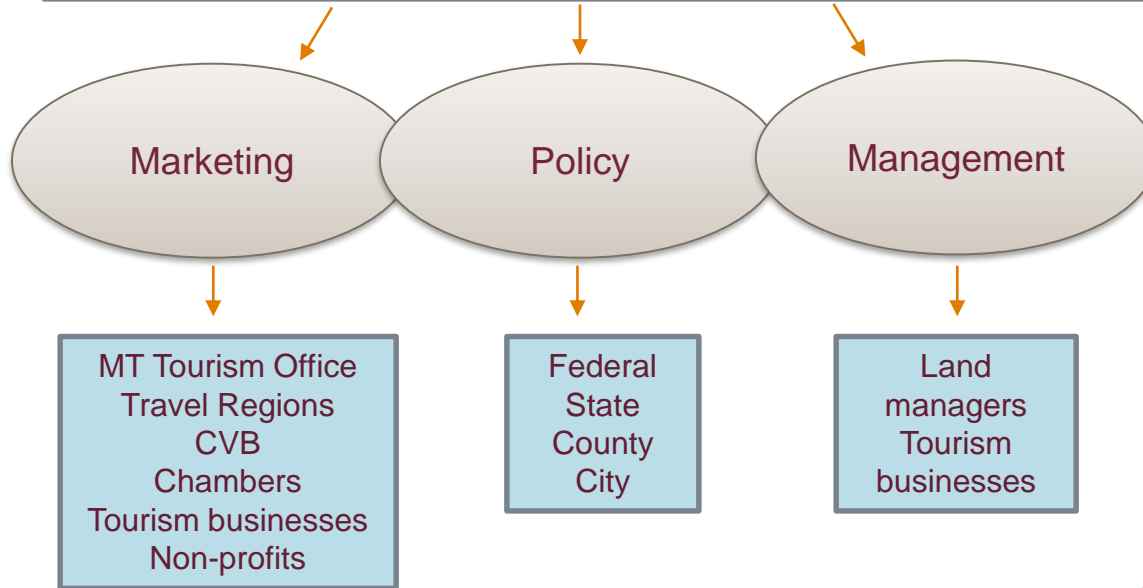 Marketing
Policy
Management
MT Tourism Office
Travel Regions
CVB
Chambers
Tourism businesses
Non-profits
Federal
State
County
City
Land
managers
Tourism
businesses